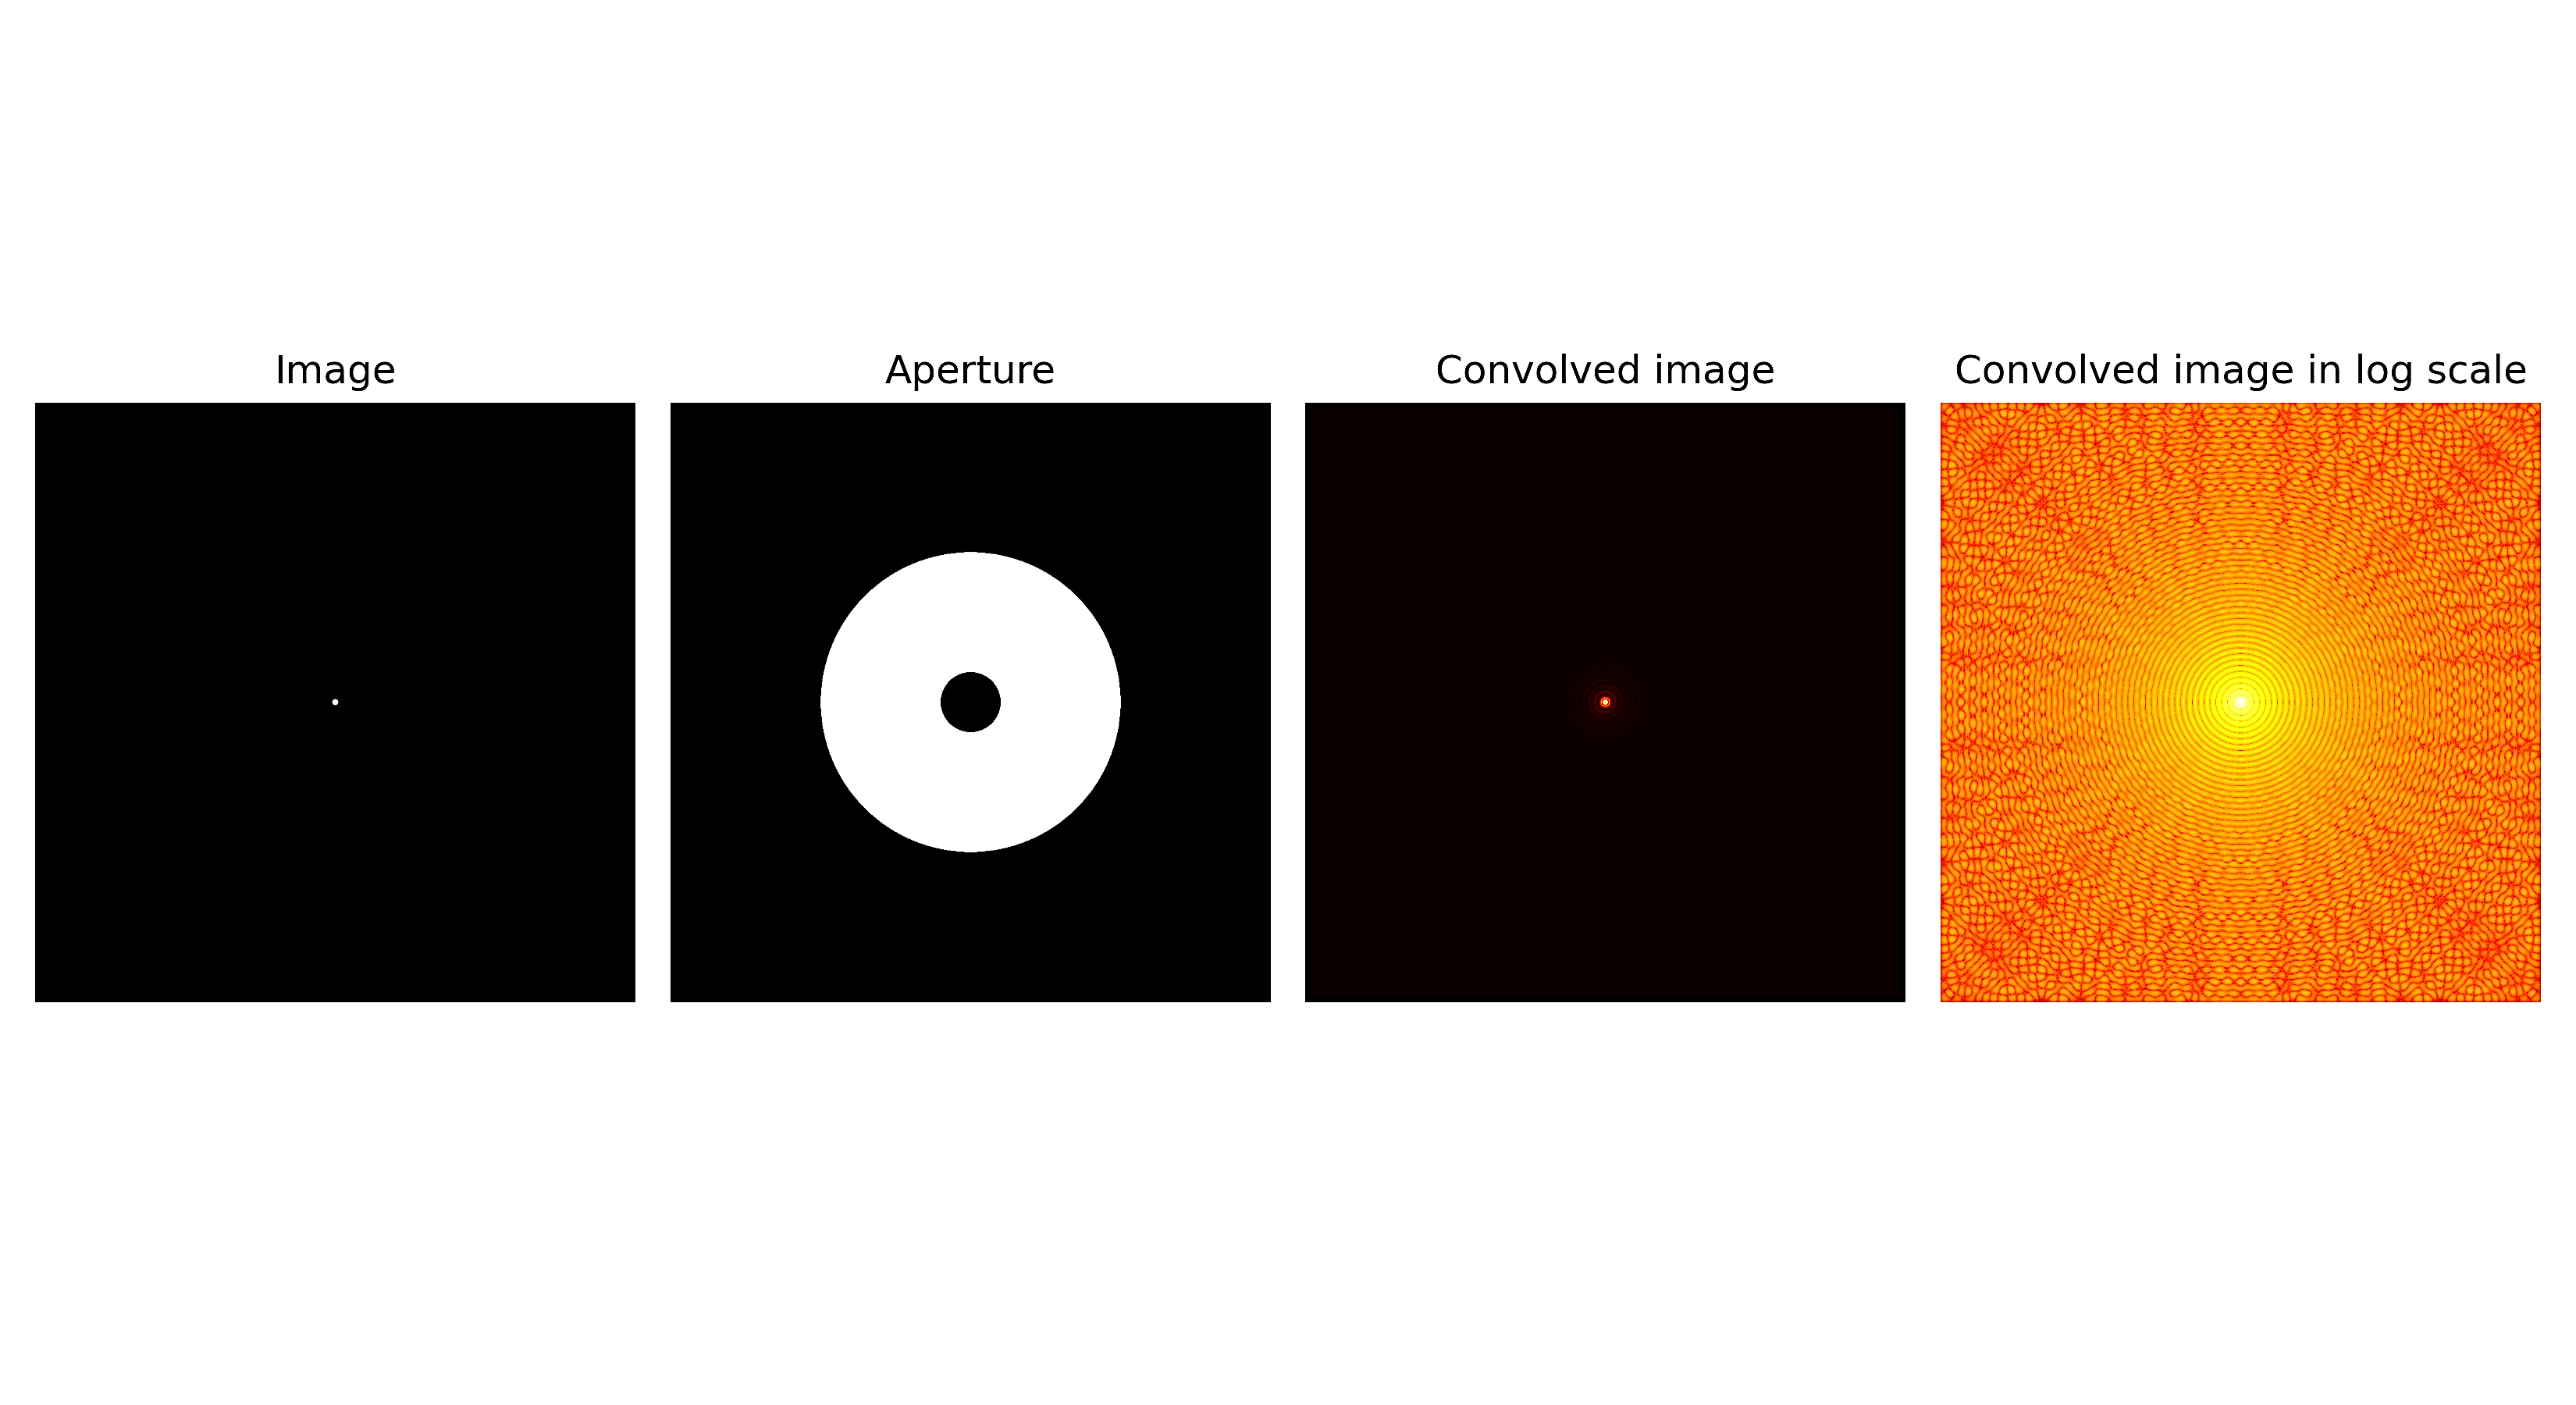 Image
Aperture
Convolved image
Convolved image in log scale